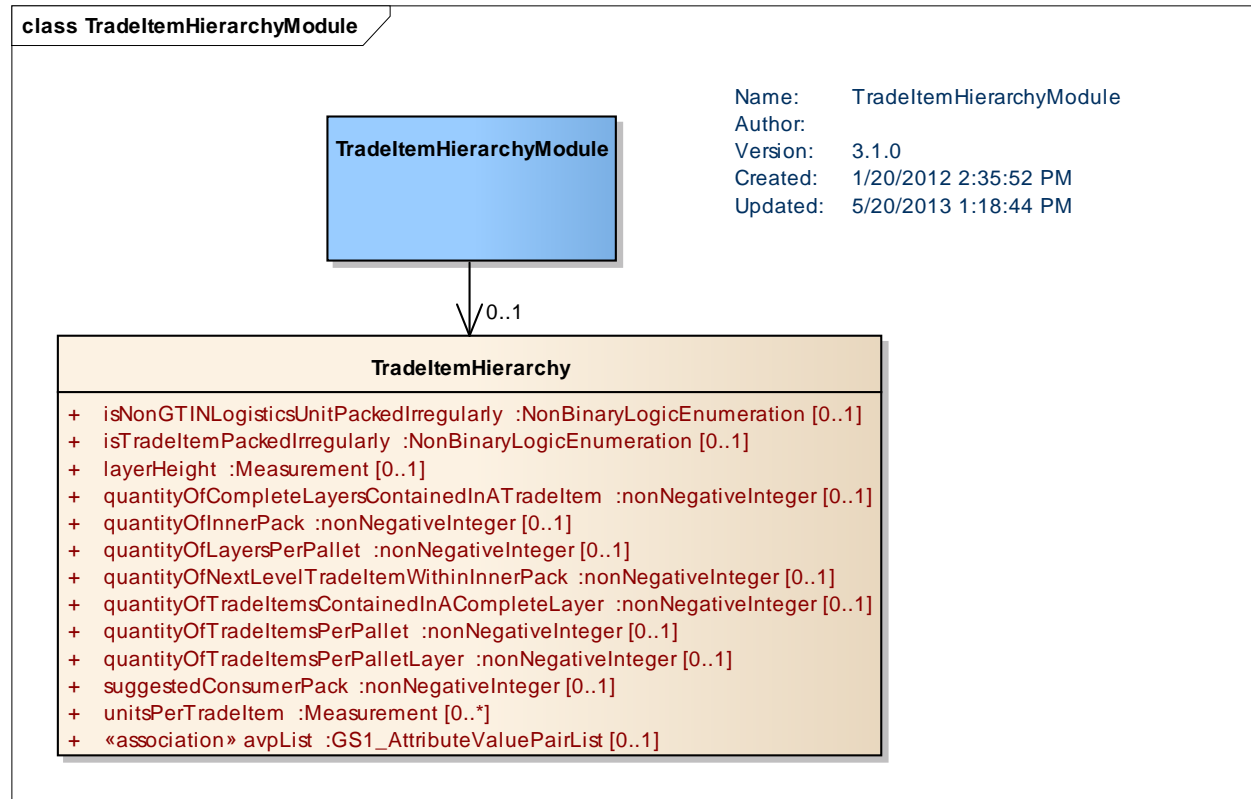 class TradeItemHierarchyModule
Name: TradeItemHierarchyModule
Author:
Version: 3.1.0
Created: 1/20/2012 2:35:52 PM
Updated: 5/20/2013 1:18:44 PM
TradeItemHierarchyModule
0..1
TradeItemHierarchy
+ isNonGTINLogisticsUnitPackedIrregularly :NonBinaryLogicEnumeration [0..1]
+ isTradeItemPackedIrregularly :NonBinaryLogicEnumeration [0..1]
+ layerHeight :Measurement [0..1]
+ quantityOfCompleteLayersContainedInATradeItem :nonNegativeInteger [0..1]
+ quantityOfInnerPack :nonNegativeInteger [0..1]
+ quantityOfLayersPerPallet :nonNegativeInteger [0..1]
+ quantityOfNextLevelTradeItemWithinInnerPack :nonNegativeInteger [0..1]
+ quantityOfTradeItemsContainedInACompleteLayer :nonNegativeInteger [0..1]
+ quantityOfTradeItemsPerPallet :nonNegativeInteger [0..1]
+ quantityOfTradeItemsPerPalletLayer :nonNegativeInteger [0..1]
+ suggestedConsumerPack :nonNegativeInteger [0..1]
+ unitsPerTradeItem :Measurement [0..*]
+ «association» avpList :GS1_AttributeValuePairList [0..1]